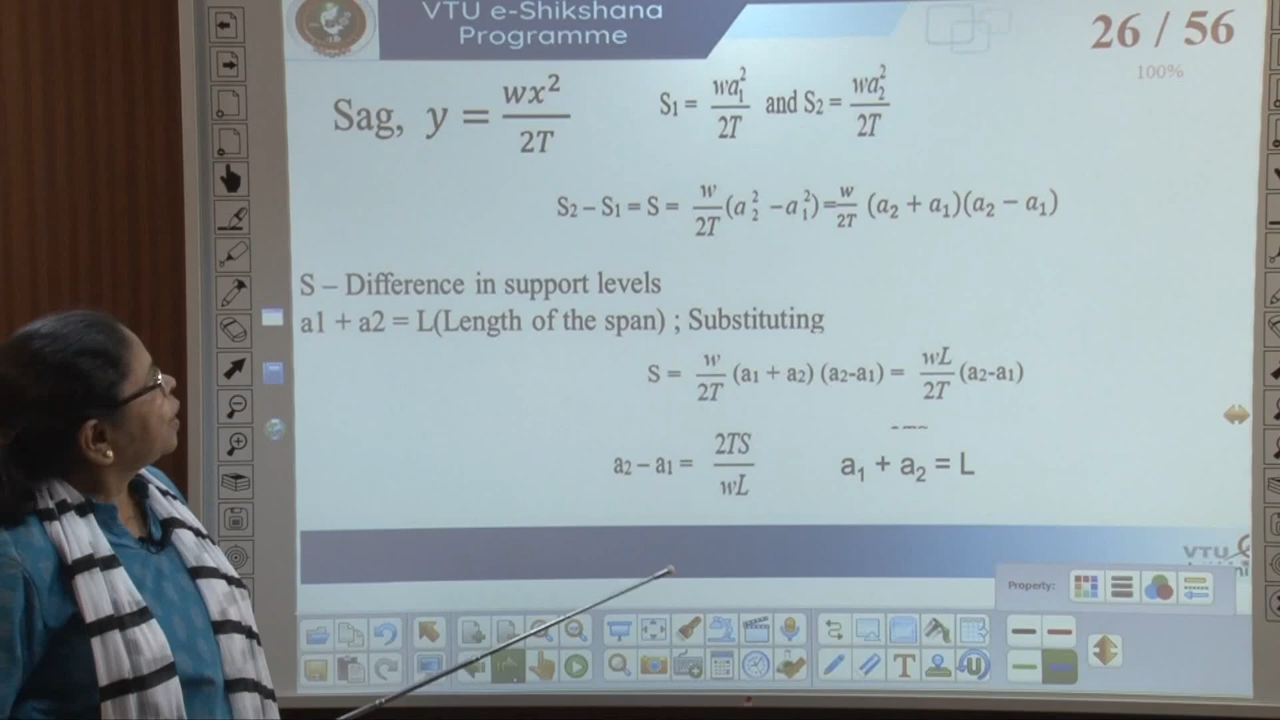 VTU e-Shikshana
Programme
26 / 56
100%
Sag, y = wx²/2T
S₁ = wa₁²/2T and S₂ = wa₂²/2T
S₂ – S₁ = S = w/2T (a₂² – a₁²) = w/2T (a₂ + a₁)(a₂ − a₁)
S – Difference in support levels
a1 + a2 = L(Length of the span) ; Substituting
S = w/2T (a₁ + a₂) (a₂-a₁) = wL/2T (a₂-a₁)
a₂ – a₁ = 2TS/wL
a₁ + a₂ = L
VTU
Property: